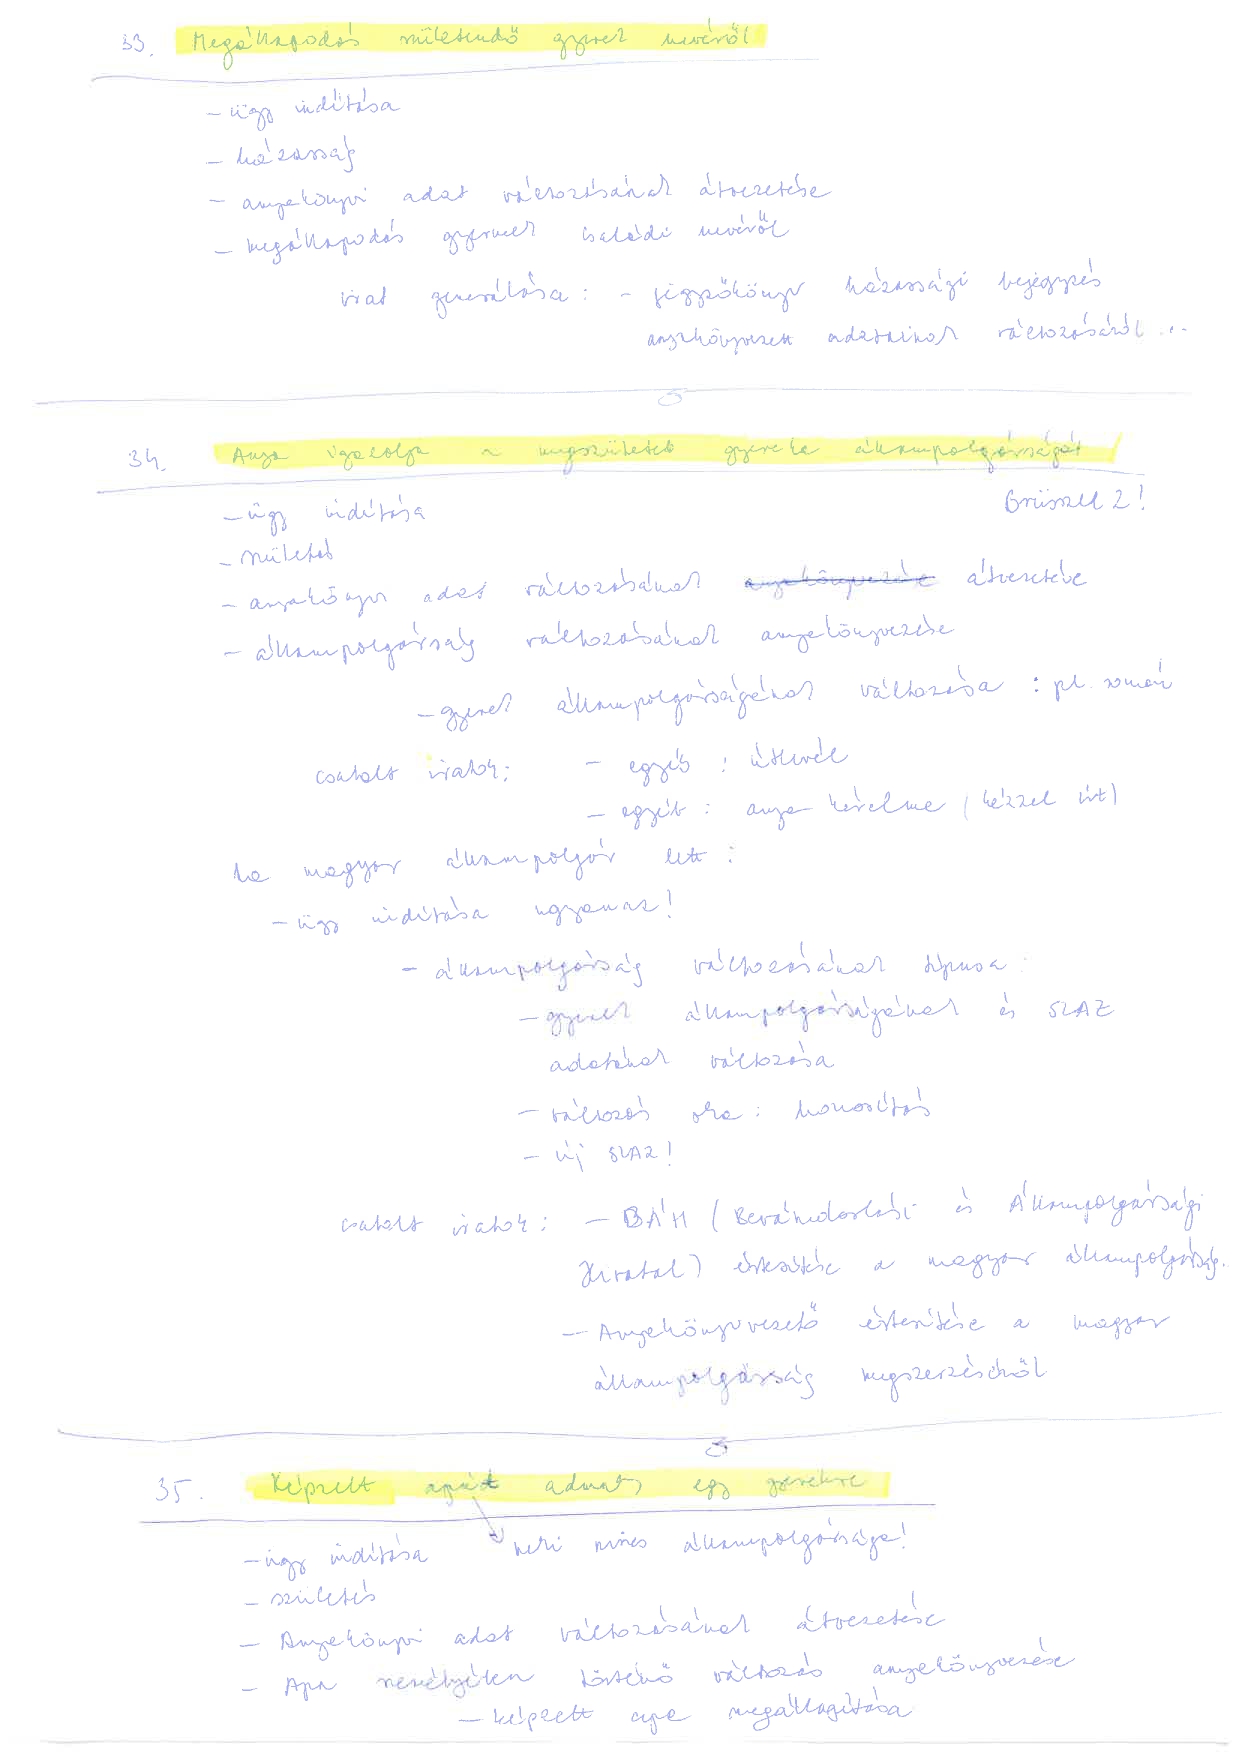 33. Megállapodás születendő gyerek nevéről
- ügy indítása
- házasság
- anyakönyvi adat változásának átvezetése
- megállapodás gyermek családi nevéről
irat generálása: - jegyzőkönyv házassági bejegyzés
anyakönyvezett adatainak változásáról ...
34. Anya igazolja a megszületett gyereke állampolgárságát
Brüsszel 2!
- ügy indítása
- születés
- anyakönyvi adat változásának anyakönyvezése átvezetése
- állampolgárság változásának anyakönyvezése
- gyerek állampolgárságának változása : pl. román
csatolt iratok: - egyéb : útlevél
- egyéb : anya kérelme (kézzel írt)
ha magyar állampolgár lett :
- ügy indítása ugyanaz!
- állampolgárság változásának típusa :
- gyerek állampolgárságának és SZAZ
adatának változása
- változás oka : honosítás
- új SZAZ!
csatolt iratok : - BÁH (Bevándorlási és Állampolgársági
Hivatal) értesítése a magyar állampolgárság.
- Anyakönyvvezető értesítése a magyar
állampolgárság megszerzéséről
35. Képzelt apát adunk egy gyerekre
- ügy indítása neki nincs állampolgársága!
- születés
- Anyakönyvi adat változásának átvezetése
- Apa személyében történő változás anyakönyvezése
- képzelt apa megállapítása